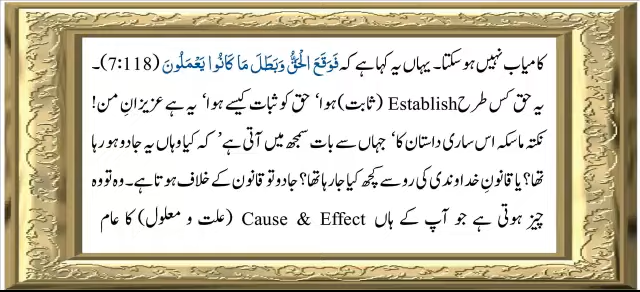 کامیاب نہیں ہوسکتا۔ یہاں یہ کہا ہے کہ فَوَقَعَ الْحَقُّ وَبَطَلَ مَا كَانُوا يَعْمَلُونَ (7:118)۔
یہ حق کس طرح Establish (ثابت) ہوا، حق کو ثبات کیسے ہوا، یہ ہے عزیزانِ من!
نکتہ ماسکہ اس ساری داستان کا، جہاں سے بات سمجھ میں آتی ہے، کہ کیا وہاں یہ جادو ہو رہا
تھا؟ یا قانونِ خداوندی کی رو سے کچھ کیا جارہا تھا؟ جادو تو قانون کے خلاف ہوتا ہے۔ وہ تو وہ
چیز ہوتی ہے جو آپ کے ہاں Cause & Effect (علت و معلول) کا عام